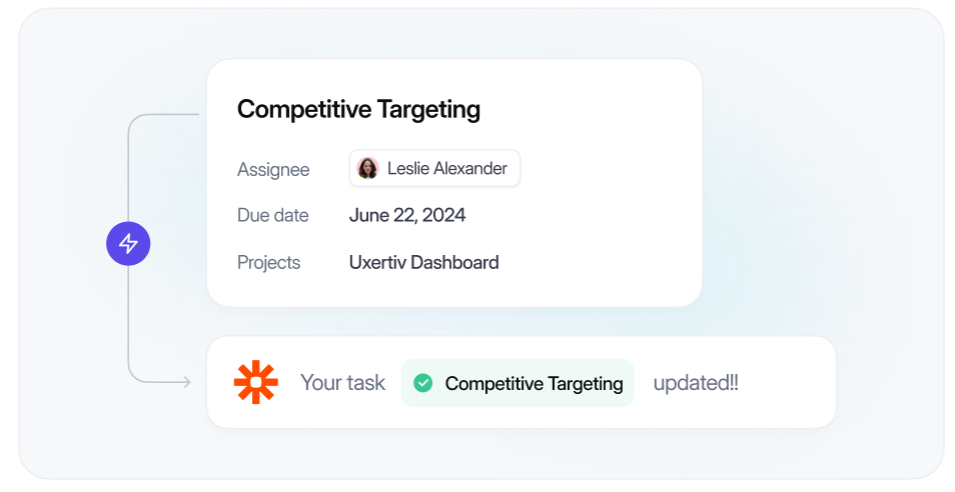 Competitive Targeting
Assignee Leslie Alexander
Due date June 22, 2024
Projects Uxertiv Dashboard
Your task Competitive Targeting updated!!